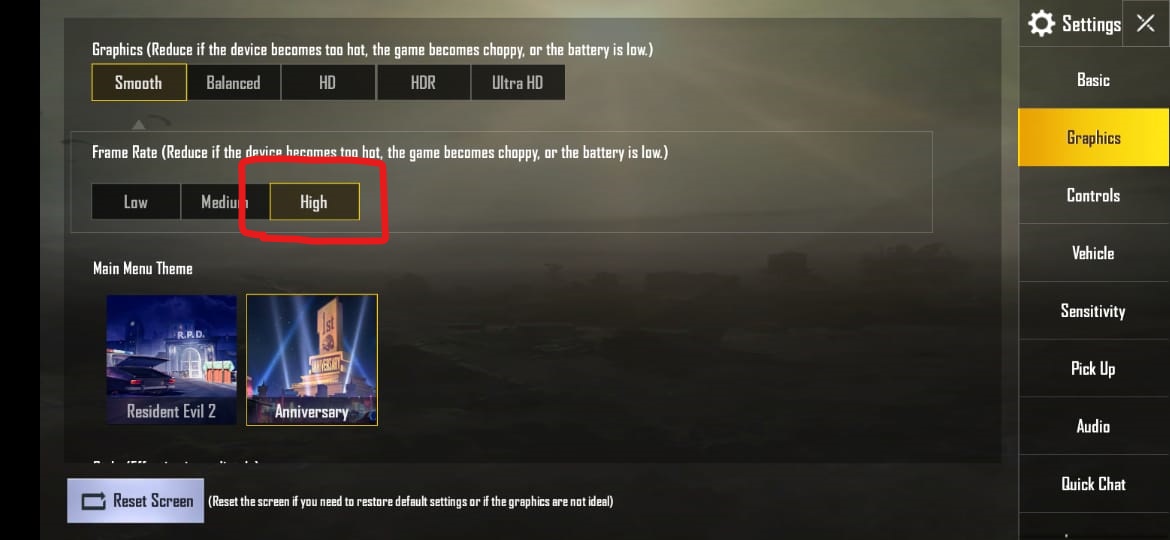 Graphics (Reduce if the device becomes too hot, the game becomes choppy, or the battery is low.)
Smooth Balanced HD HDR Ultra HD
Frame Rate (Reduce if the device becomes too hot, the game becomes choppy, or the battery is low.)
Low Medium High
Main Menu Theme
R.P.D.
Resident Evil 2
1st
ANNIVERSARY
Anniversary
Reset Screen (Reset the screen if you need to restore default settings or if the graphics are not ideal)
Settings
Basic
Graphics
Controls
Vehicle
Sensitivity
Pick Up
Audio
Quick Chat